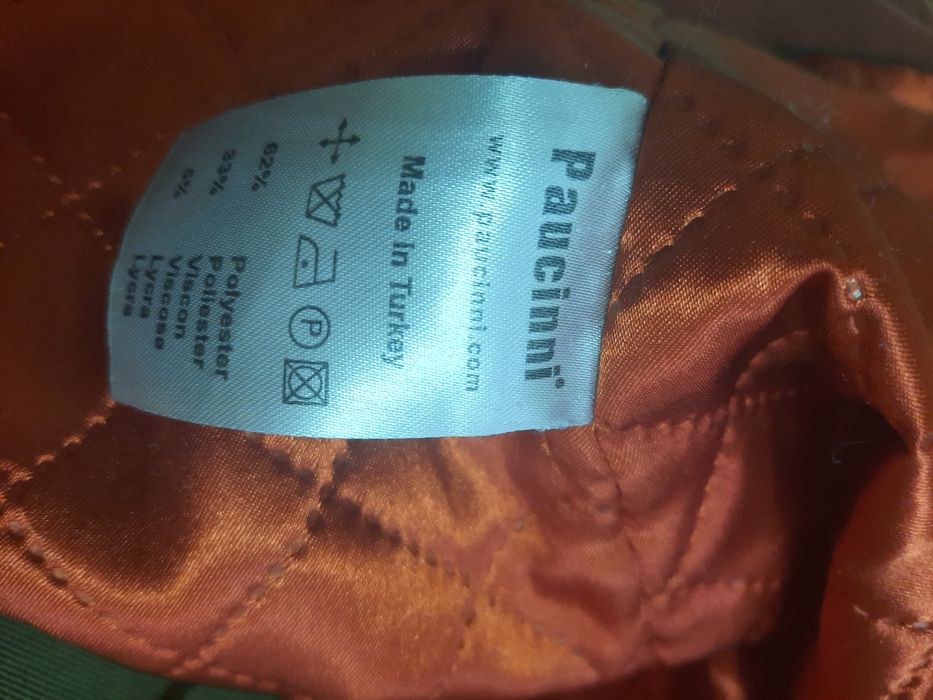 Paucinni®
www.paucinni.com
Made In Turkey
P
62% Polyester
Poliester
33% Viscon
Viscose
5% Lycra
Lycra